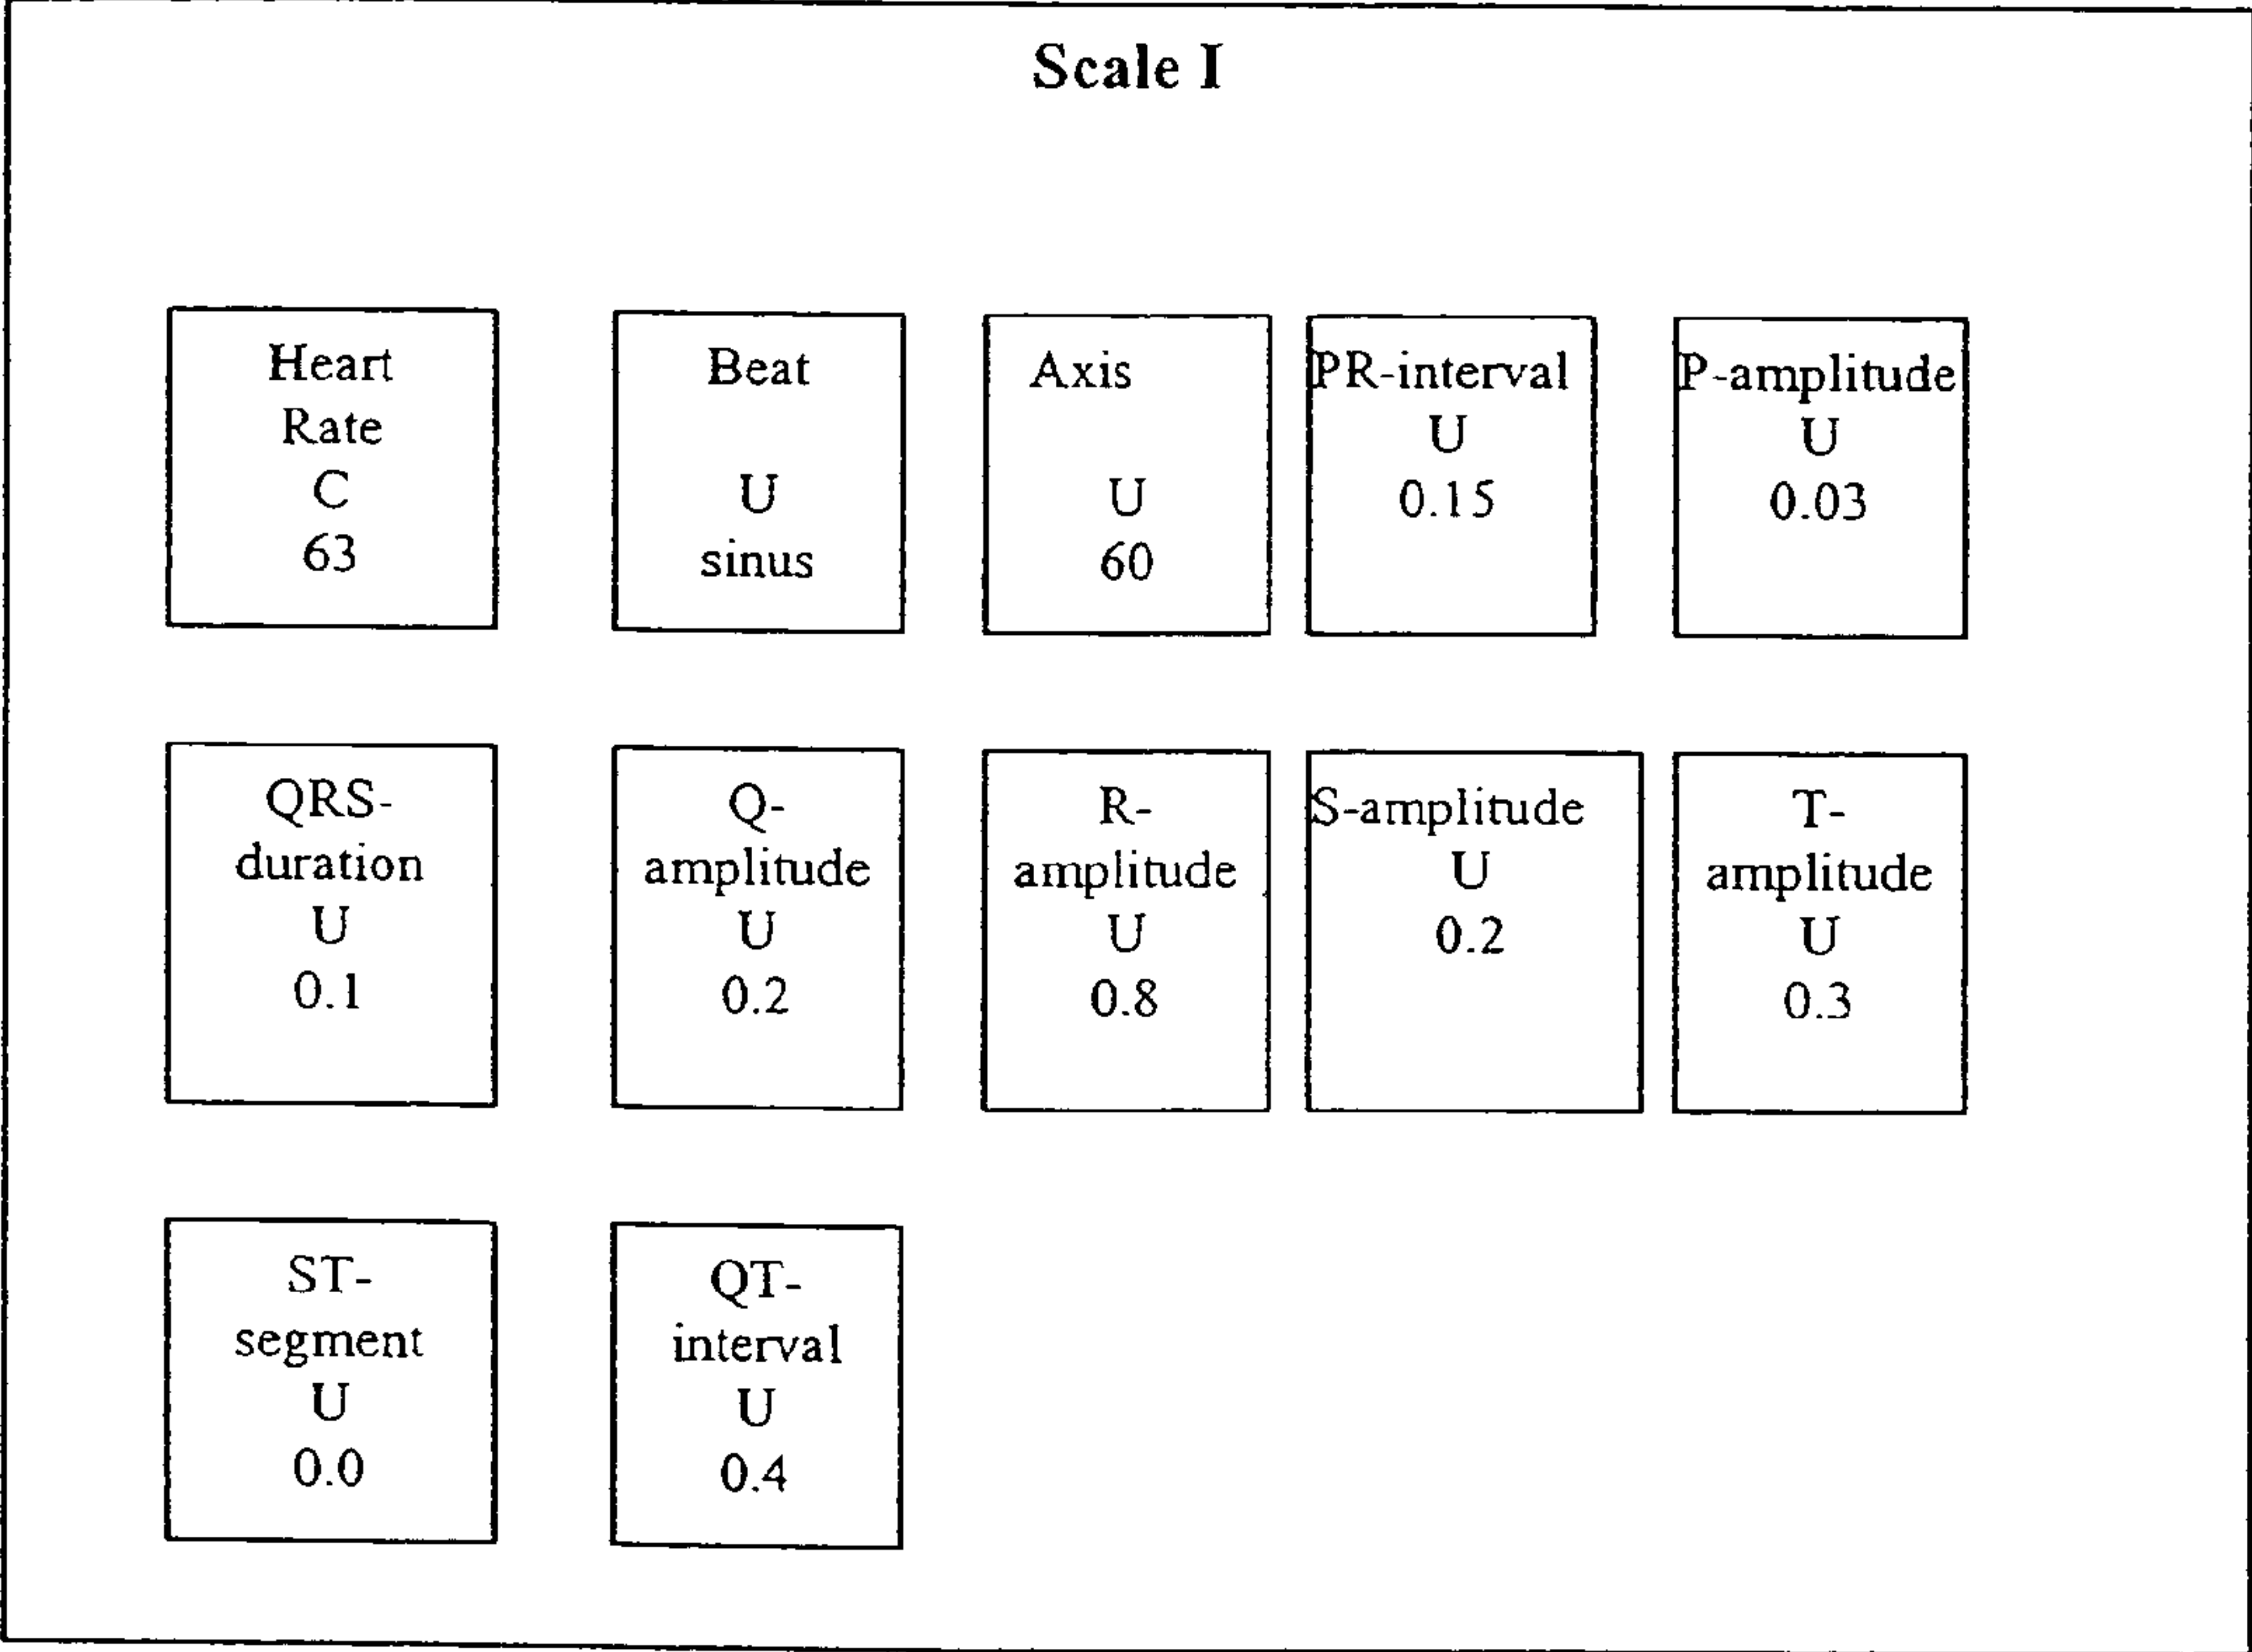 Scale I
Heart
Rate
C
63
Beat
U
sinus
Axis
U
60
PR-interval
U
0.15
P-amplitude
U
0.03
QRS-
duration
U
0.1
Q-
amplitude
U
0.2
R-
amplitude
U
0.8
S-amplitude
U
0.2
T-
amplitude
U
0.3
ST-
segment
U
0.0
QT-
interval
U
0.4